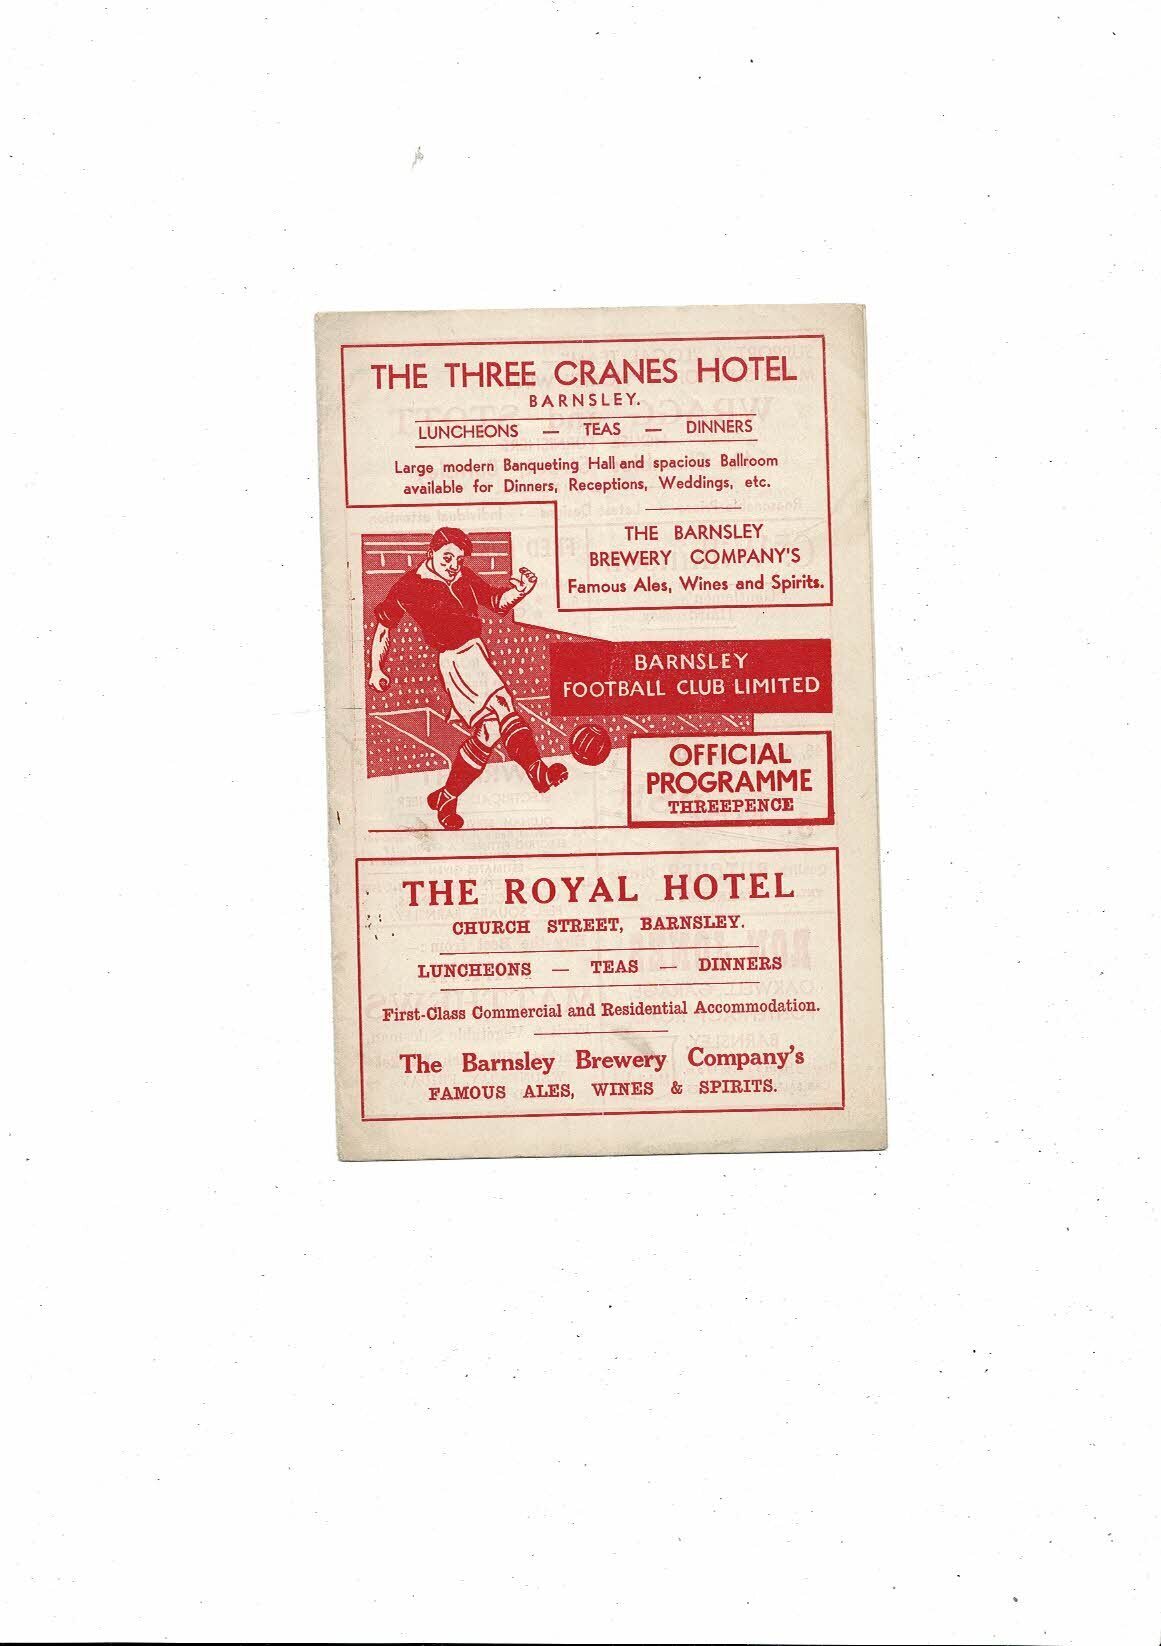 THE THREE CRANES HOTEL
BARNSLEY.
LUNCHEONS — TEAS — DINNERS
Large modern Banqueting Hall and spacious Ballroom
available for Dinners, Receptions, Weddings, etc.
THE BARNSLEY
BREWERY COMPANY'S
Famous Ales, Wines and Spirits.
BARNSLEY
FOOTBALL CLUB LIMITED
OFFICIAL
PROGRAMME
THREEPENCE
THE ROYAL HOTEL
CHURCH STREET, BARNSLEY.
LUNCHEONS — TEAS — DINNERS
First-Class Commercial and Residential Accommodation.
The Barnsley Brewery Company's
FAMOUS ALES, WINES & SPIRITS.